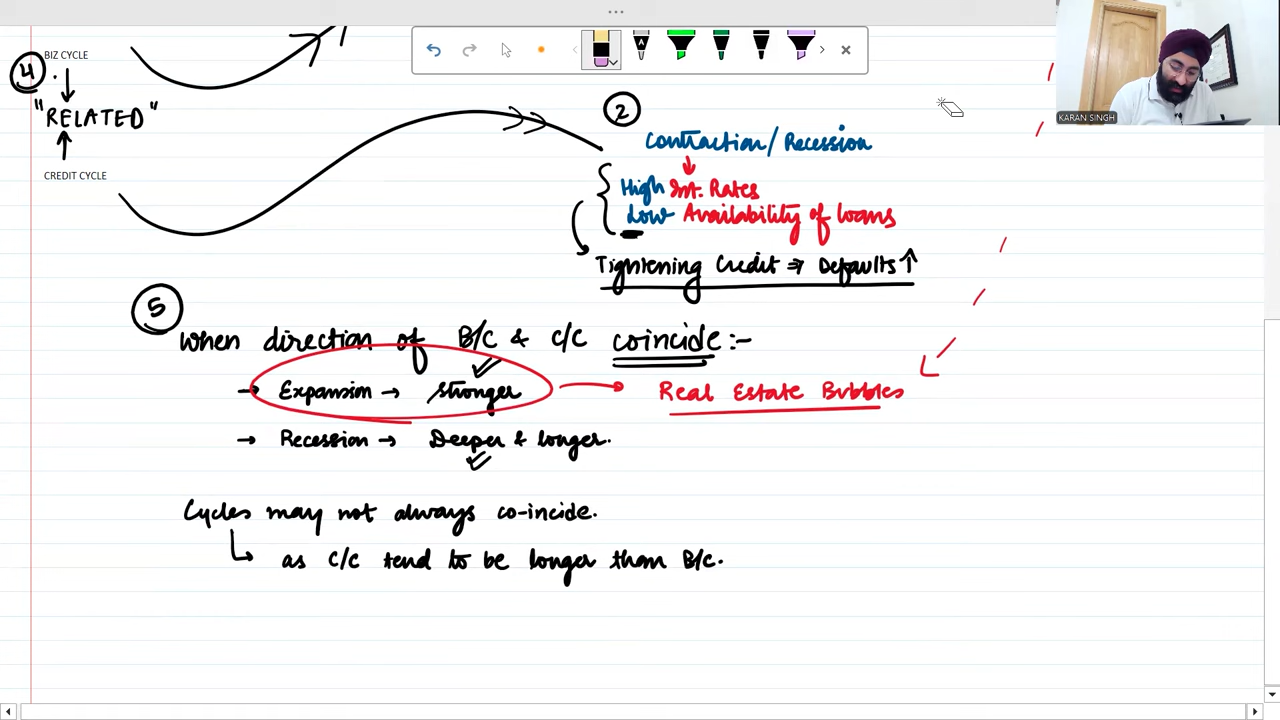 BIZ CYCLE
4
"RELATED"
CREDIT CYCLE
KARAN SINGH
2
Contraction/Recession
High Int. Rates
Low Availability of loans
Tightening Credit ⇒ Defaults ↑
5
When direction of B/C & C/C coincide:-
→ Expansion → stronger → Real Estate Bubbles
→ Recession → Deeper & longer.
Cycles may not always co-incide.
↳ as C/C tend to be longer than B/C.